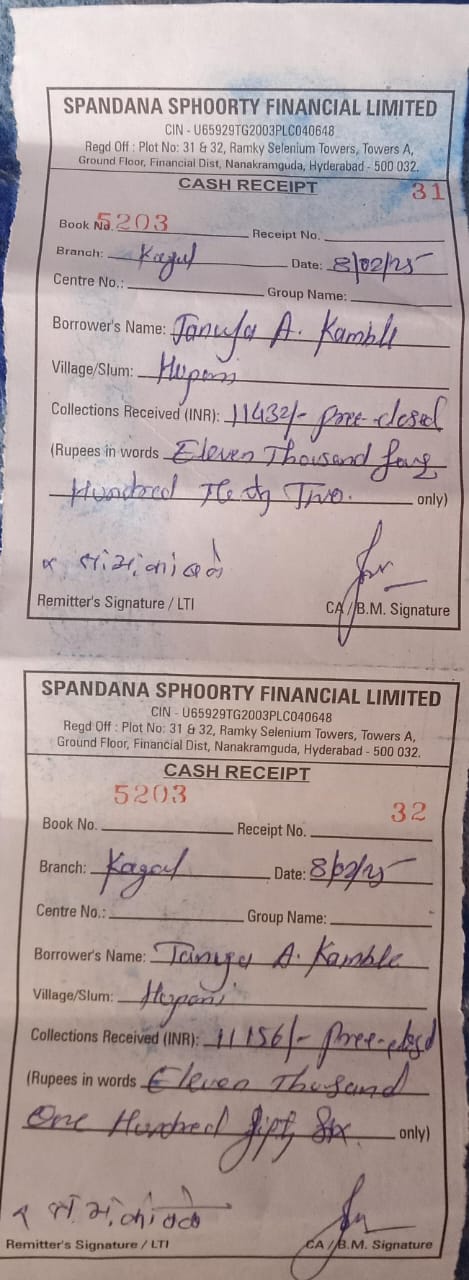 SPANDANA SPHOORTY FINANCIAL LIMITED
CIN - U65929TG2003PLC040648
Regd Off : Plot No: 31 & 32, Ramky Selenium Towers, Towers A,
Ground Floor, Financial Dist, Nanakramguda, Hyderabad - 500 032.
CASH RECEIPT 31
Book No. 5203 Receipt No.
Branch: Kagal Date: 8/02/25
Centre No.: Group Name:
Borrower's Name: Tanuja A. Kamble
Village/Slum: Hupari
Collections Received (INR): 11432/- pree-closed
(Rupees in words Eleven Thousand four
Hundred Thirty Two. only)
Remitter's Signature / LTI CA / B.M. Signature
SPANDANA SPHOORTY FINANCIAL LIMITED
CIN - U65929TG2003PLC040648
Regd Off : Plot No: 31 & 32, Ramky Selenium Towers, Towers A,
Ground Floor, Financial Dist, Nanakramguda, Hyderabad - 500 032.
CASH RECEIPT
5203 32
Book No. Receipt No.
Branch: Kagal Date: 8/02/25
Centre No.: Group Name:
Borrower's Name: Tanuja A. Kamble
Village/Slum: Hupari
Collections Received (INR): 11156/- pree-closed
(Rupees in words Eleven Thousand
One Hundred fifty Six. only)
Remitter's Signature / LTI CA / B.M. Signature